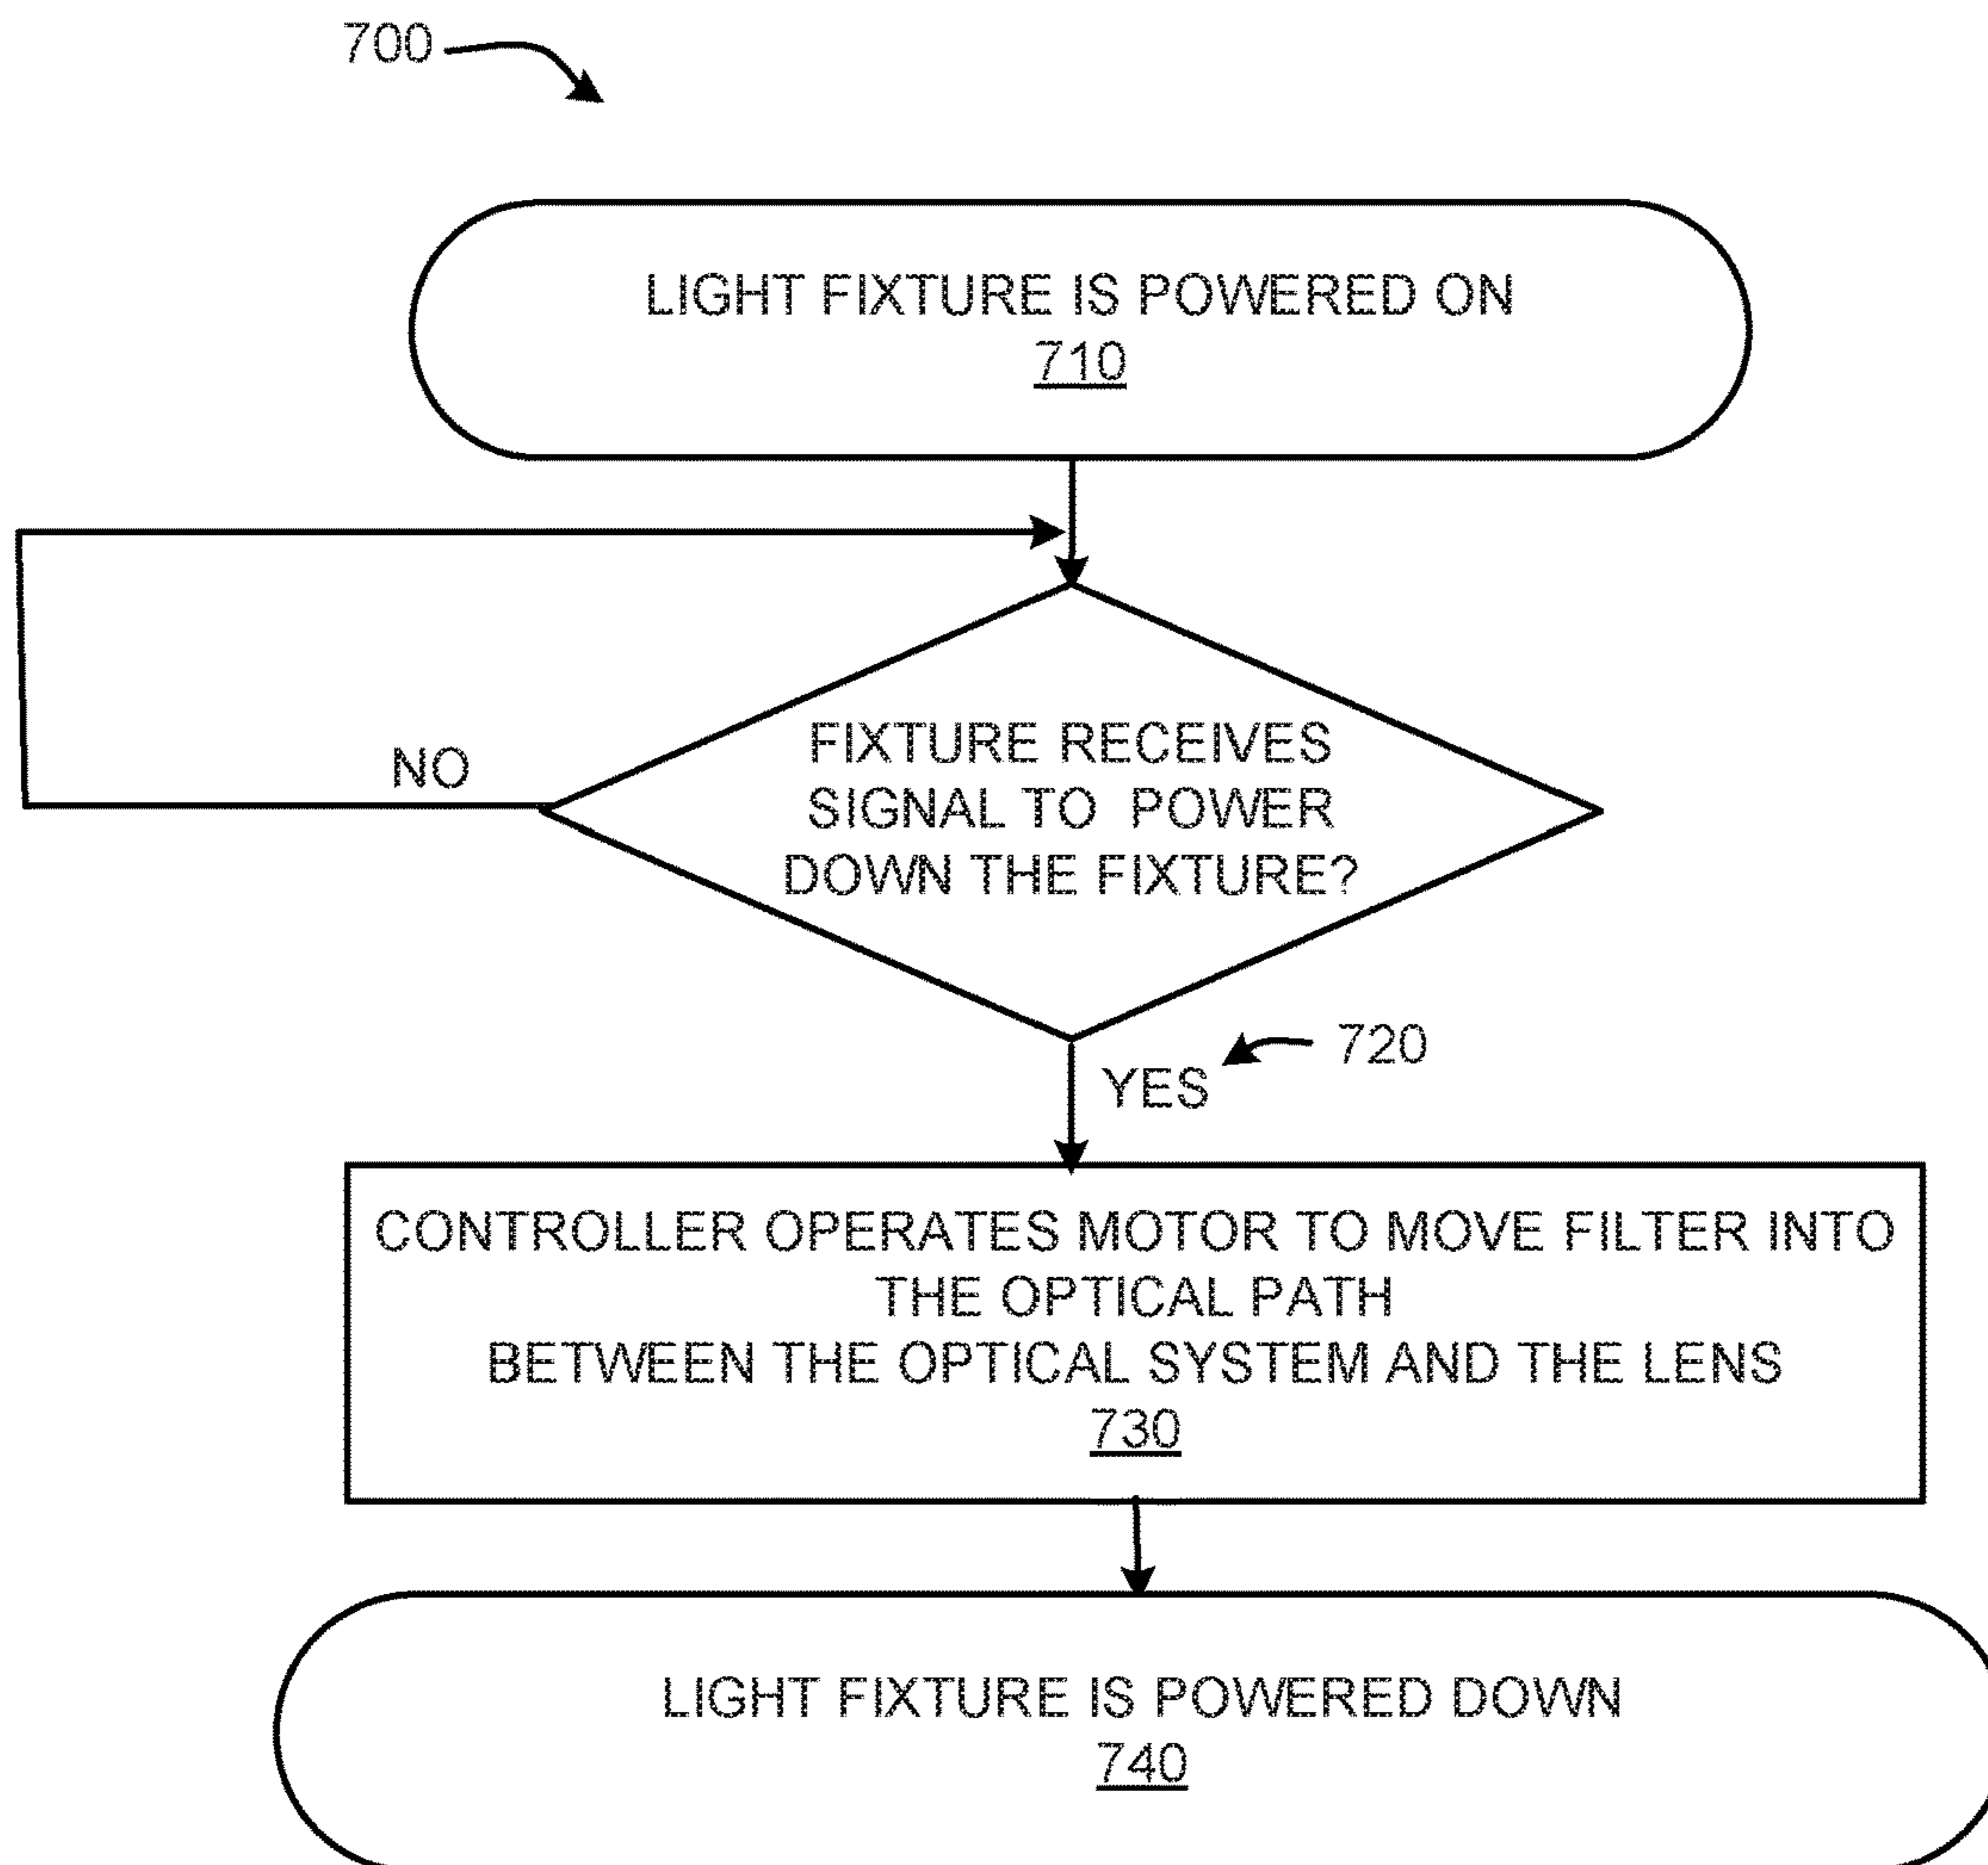 700
LIGHT FIXTURE IS POWERED ON
710
FIXTURE RECEIVES
SIGNAL TO POWER
DOWN THE FIXTURE?
NO
720
YES
CONTROLLER OPERATES MOTOR TO MOVE FILTER INTO
THE OPTICAL PATH
BETWEEN THE OPTICAL SYSTEM AND THE LENS
730
LIGHT FIXTURE IS POWERED DOWN
740